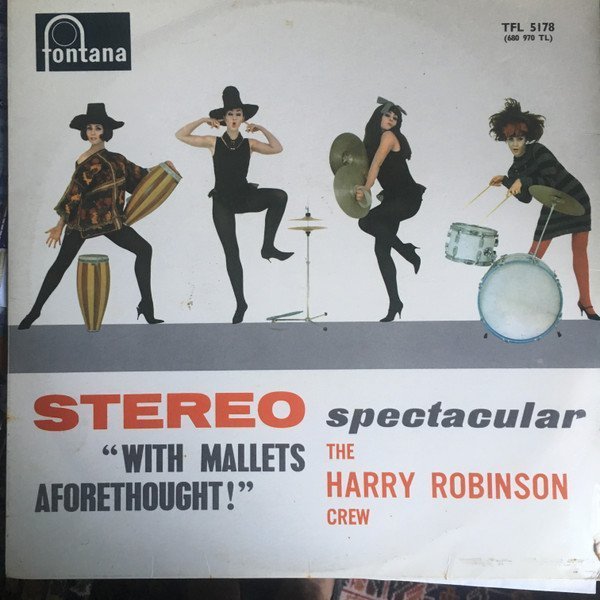 fontana
TFL 5178
(680 970 TL)
STEREO spectacular
“WITH MALLETS
AFORETHOUGHT!”
THE
HARRY ROBINSON
CREW